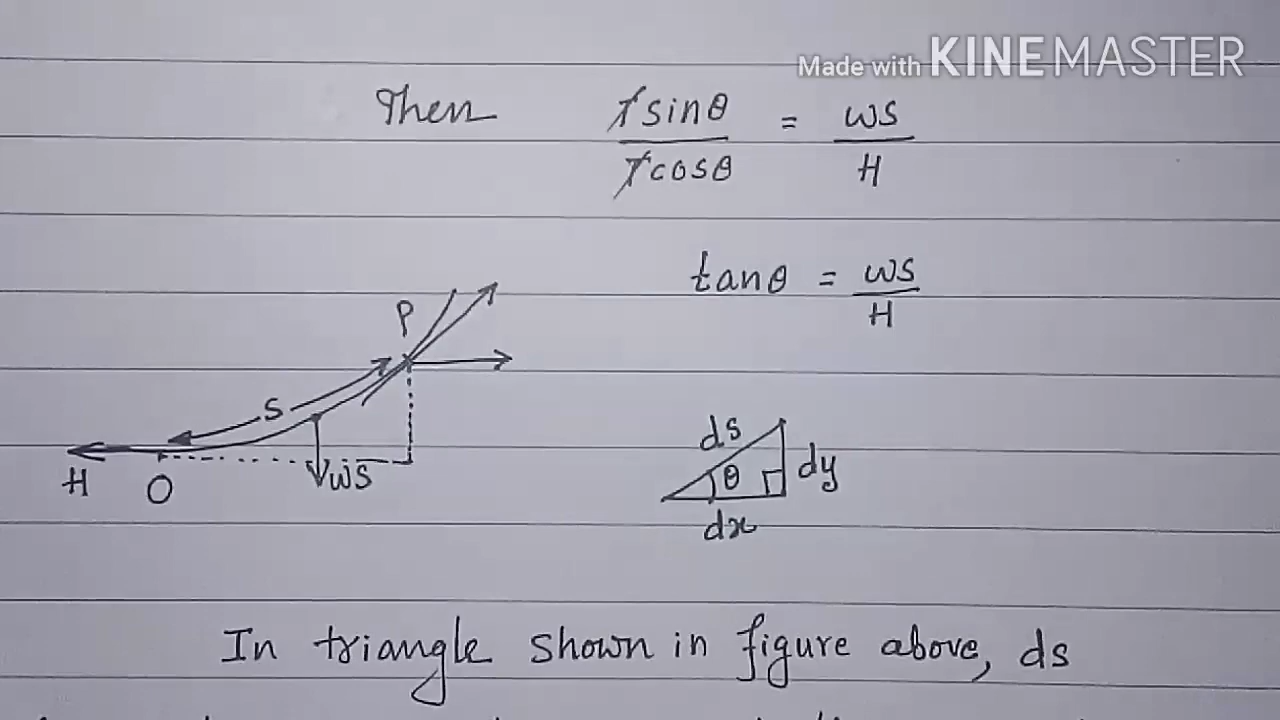 Made with KINEMASTER
Then Tsinθ/Tcosθ = ws/H
tanθ = ws/H
P
S
H O ws
ds
θ dy
dx
In triangle shown in figure above, ds